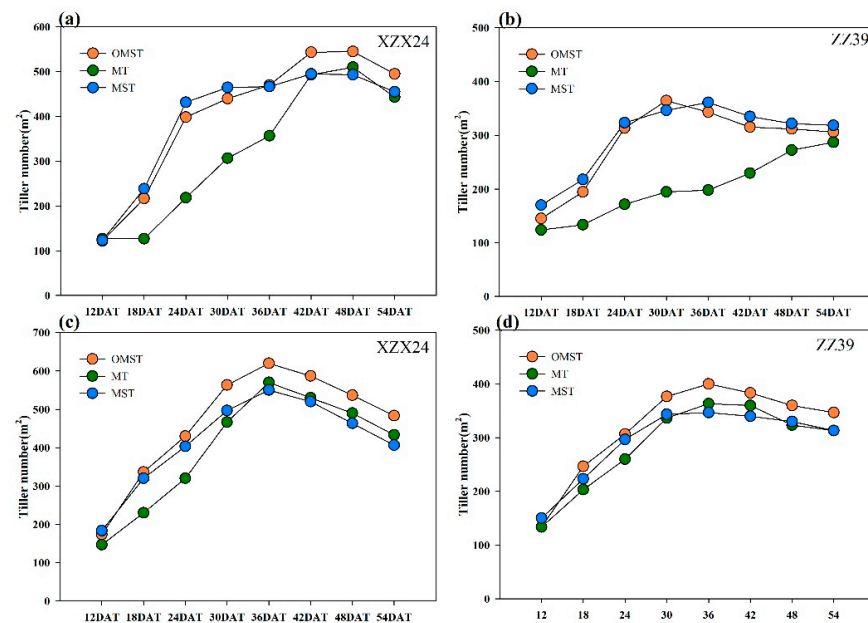 (a)
XZX24
OMST
MT
MST
Tiller number(m²)
600
500
400
300
200
100
0
12DAT 18DAT 24DAT 30DAT 36DAT 42DAT 48DAT 54DAT
(b)
ZZ39
OMST
MT
MST
Tiller number(m²)
500
400
300
200
100
0
12DAT 18DAT 24DAT 30DAT 36DAT 42DAT 48DAT 54DAT
(c)
XZX24
OMST
MT
MST
Tiller number(m²)
700
600
500
400
300
200
100
0
12DAT 18DAT 24DAT 30DAT 36DAT 42DAT 48DAT 54DAT
(d)
ZZ39
OMST
MT
MST
Tiller number(m²)
500
400
300
200
100
0
12 18 24 30 36 42 48 54